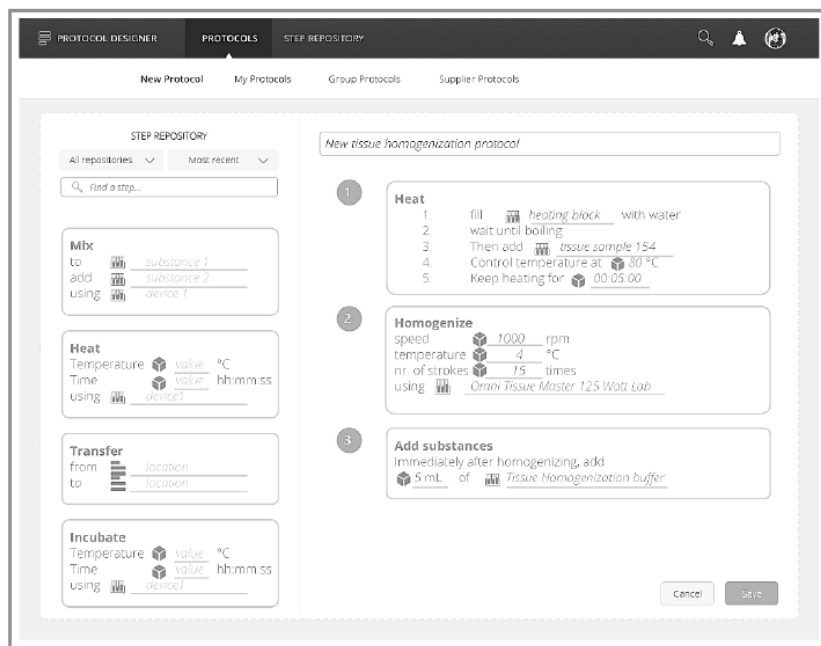 PROTOCOL DESIGNER PROTOCOLS STEP REPOSITORY
New Protocol My Protocols Group Protocols Supplier Protocols
STEP REPOSITORY
All repositories Most recent
Find a step...
Mix
to substance 1
add substance 2
using device 1
Heat
Temperature value °C
Time value hh:mm:ss
using device1
Transfer
from location
to location
Incubate
Temperature value °C
Time value hh:mm:ss
using device1
New tissue homogenization protocol
1
Heat
1. fill heating block with water
2. wait until boiling
3. Then add tissue sample 154
4. Control temperature at 80 °C
5. Keep heating for 00:05:00
2
Homogenize
speed 1000 rpm
temperature 4 °C
nr. of strokes 15 times
using Omni Tissue Master 125 Watt Lab
3
Add substances
Immediately after homogenizing, add
5 mL of Tissue Homogenization buffer
Cancel Save